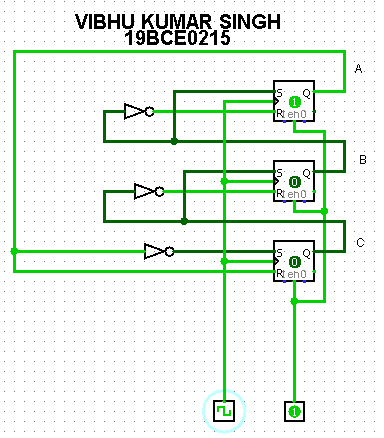 VIBHU KUMAR SINGH
19BCE0215
A
S Q
1
R en0
B
S Q
0
R en0
C
S Q
0
R en0
1